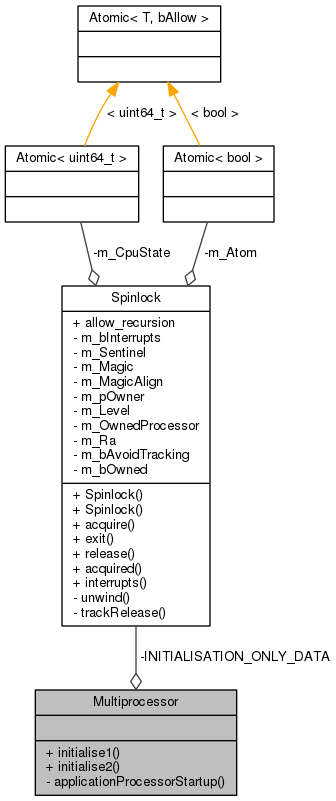 Atomic< T, bAllow >
< uint64_t >
< bool >
Atomic< uint64_t >
Atomic< bool >
-m_CpuState
-m_Atom
Spinlock
+ allow_recursion
- m_bInterrupts
- m_Sentinel
- m_Magic
- m_MagicAlign
- m_pOwner
- m_Level
- m_OwnedProcessor
- m_Ra
- m_bAvoidTracking
- m_bOwned
+ Spinlock()
+ Spinlock()
+ acquire()
+ exit()
+ release()
+ acquired()
+ interrupts()
- unwind()
- trackRelease()
-INITIALISATION_ONLY_DATA
Multiprocessor
+ initialise1()
+ initialise2()
- applicationProcessorStartup()